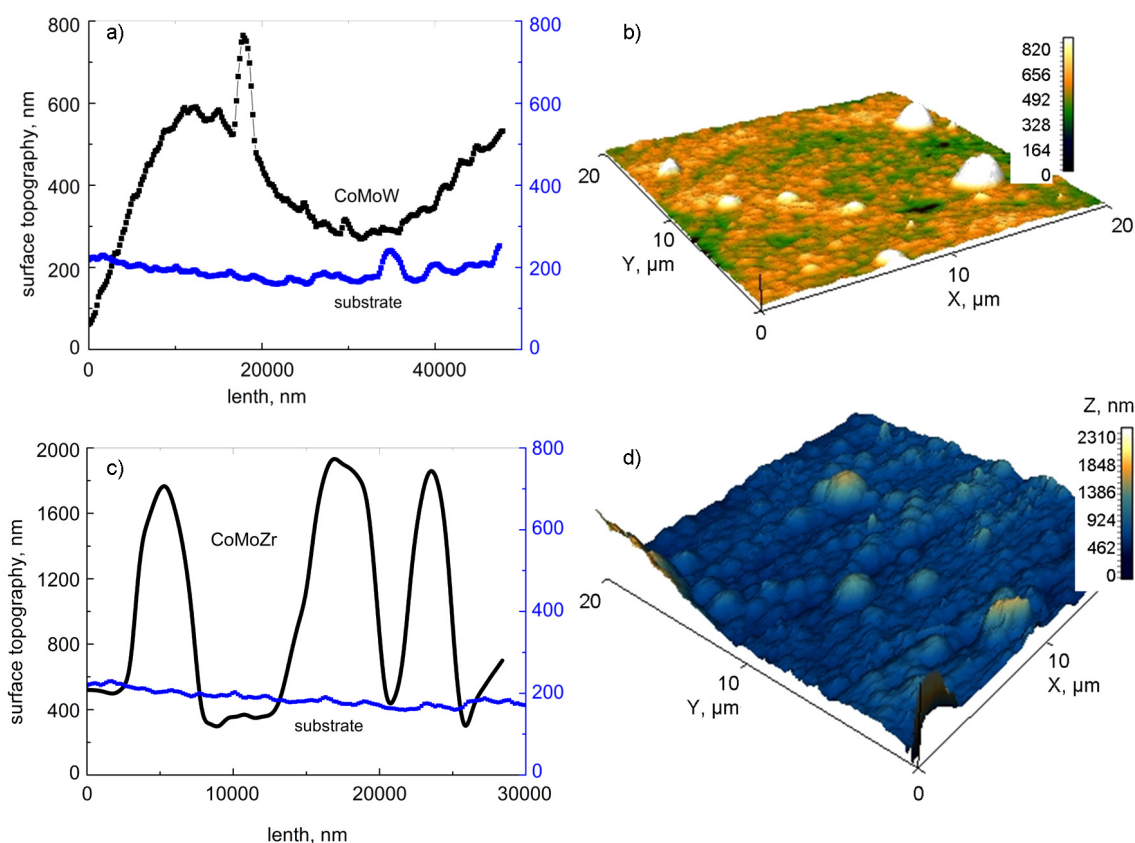 a)
800
600
400
200
0
surface topography, nm
CoMoW
substrate
800
600
400
200
0
0
20000
40000
lenth, nm
b)
820
656
492
328
164
0
20
10
Y, µm
0
10
X, µm
20
c)
2000
1600
1200
800
400
0
surface topography, nm
CoMoZr
substrate
800
600
400
200
0
0
10000
20000
30000
lenth, nm
d)
Z, nm
2310
1848
1386
924
462
0
20
10
Y, µm
0
10
X, µm